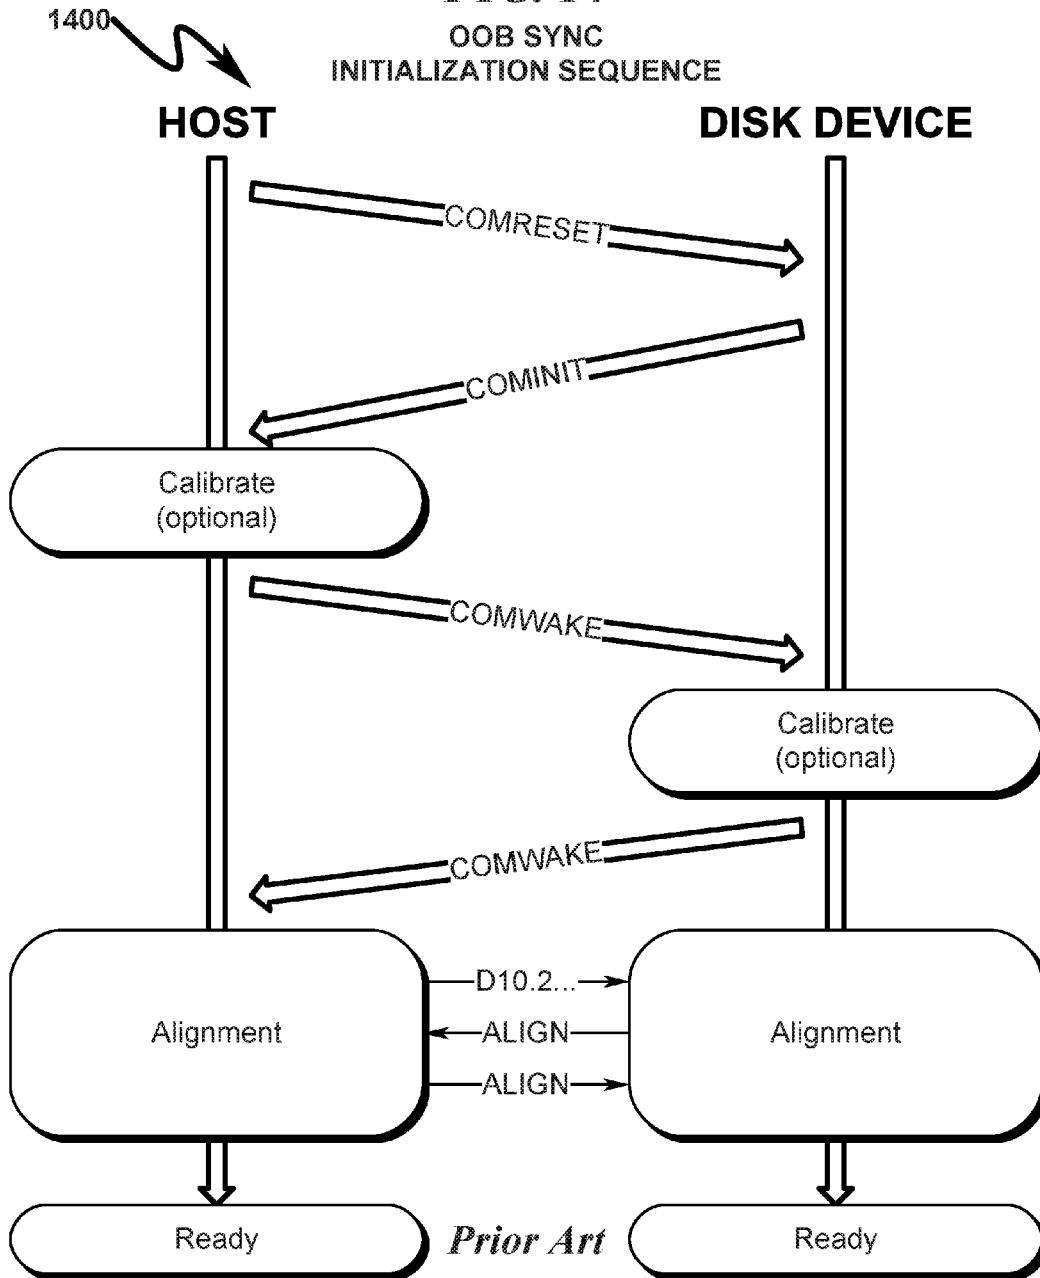 1400
OOB SYNC
INITIALIZATION SEQUENCE
HOST
DISK DEVICE
COMRESET
COMINIT
Calibrate
(optional)
COMWAKE
Calibrate
(optional)
COMWAKE
Alignment
D10.2...
ALIGN
ALIGN
Alignment
Ready
Prior Art
Ready